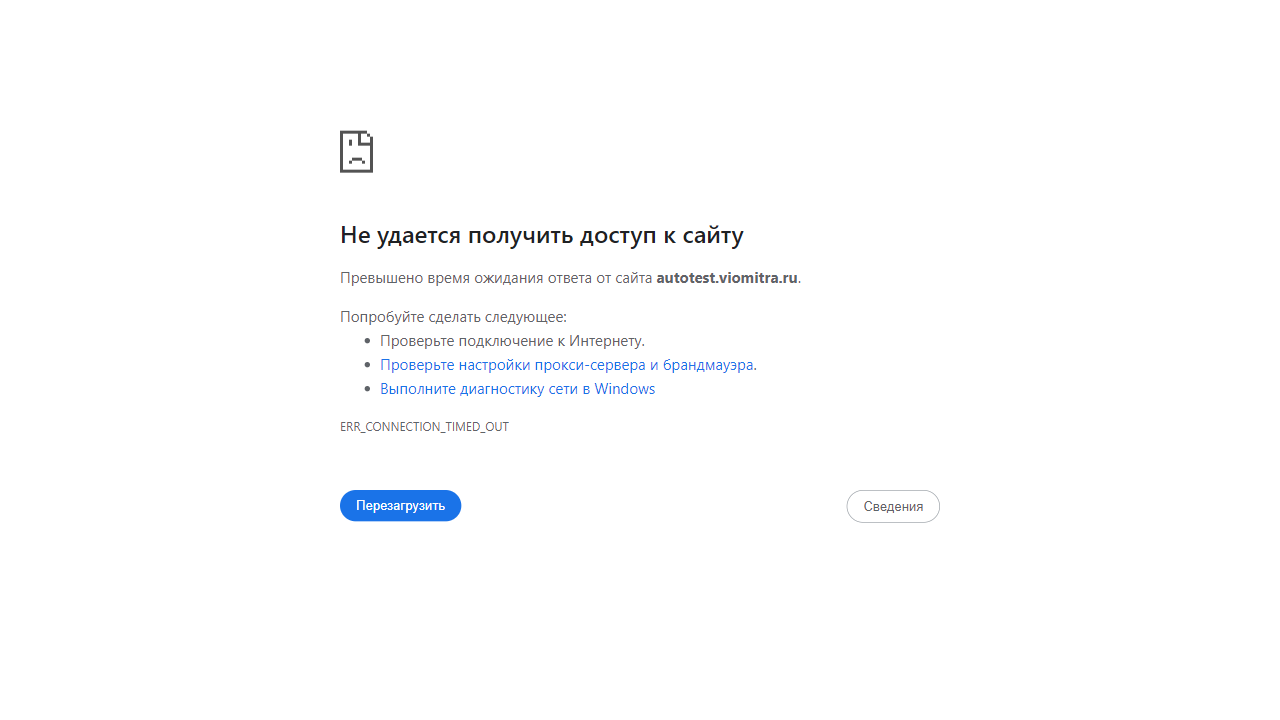 Не удается получить доступ к сайту
Превышено время ожидания ответа от сайта autotest.viomitra.ru.
Попробуйте сделать следующее:
Проверьте подключение к Интернету.
Проверьте настройки прокси-сервера и брандмауэра.
Выполните диагностику сети в Windows
ERR_CONNECTION_TIMED_OUT
Перезагрузить
Сведения